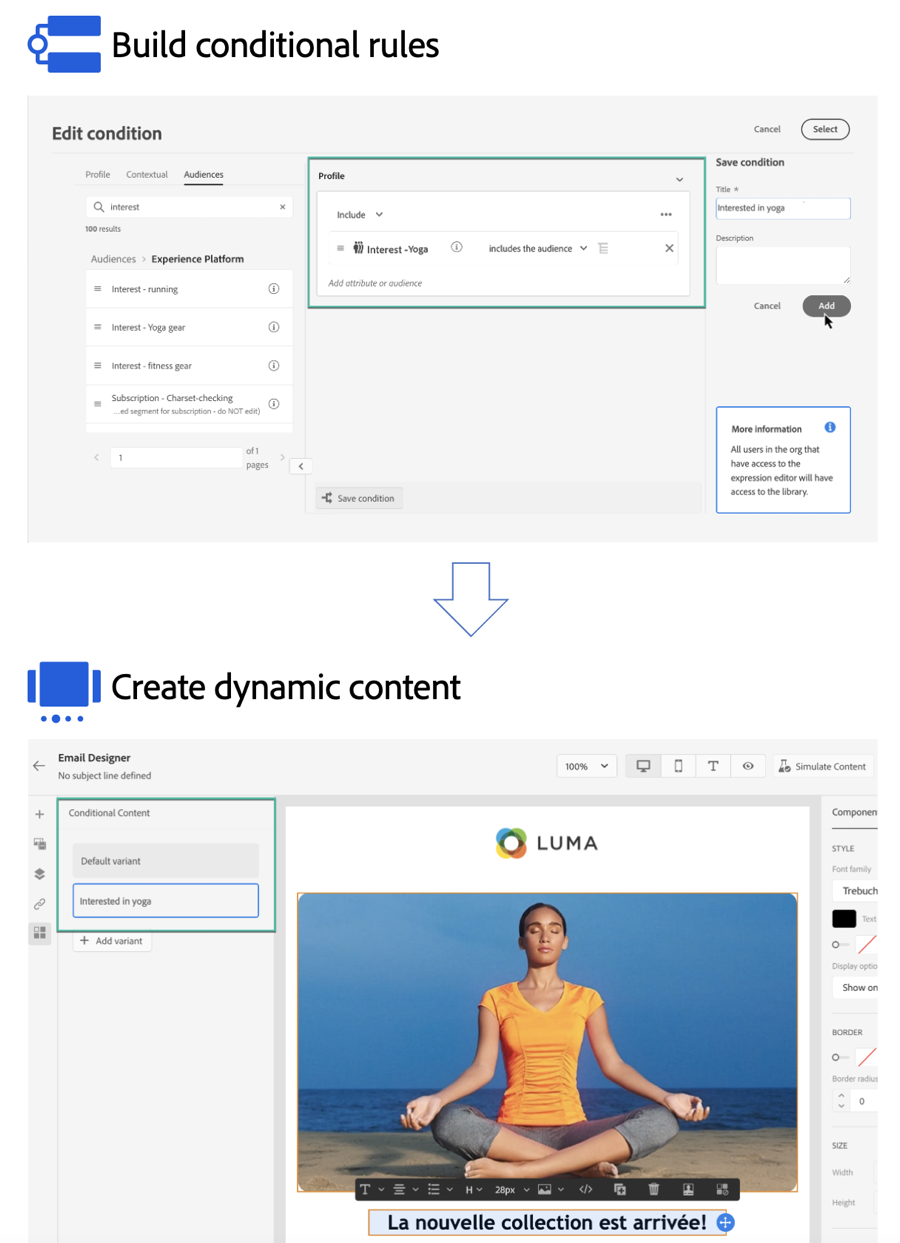 Build conditional rules
Edit condition
Cancel
Select
Profile
Contextual
Audiences
interest
100 results
Audiences > Experience Platform
Interest - running
Interest - Yoga gear
Interest - fitness gear
Subscription - Charset-checking
...ed segment for subscription - do NOT edit)
1
of 1
pages
Profile
Include
Interest -Yoga
includes the audience
Add attribute or audience
Save condition
Save condition
Title *
Interested in yoga
Description
Cancel
Add
More information
All users in the org that
have access to the
expression editor will have
access to the library.
Create dynamic content
Email Designer
No subject line defined
100%
Simulate Content
Conditional Content
Default variant
Interested in yoga
+ Add variant
LUMA
H
28px
La nouvelle collection est arrivée!
Componen
STYLE
Font family
Trebuch
Text
Display optio
Show on
BORDER
Border radius
0
SIZE
Width
Height